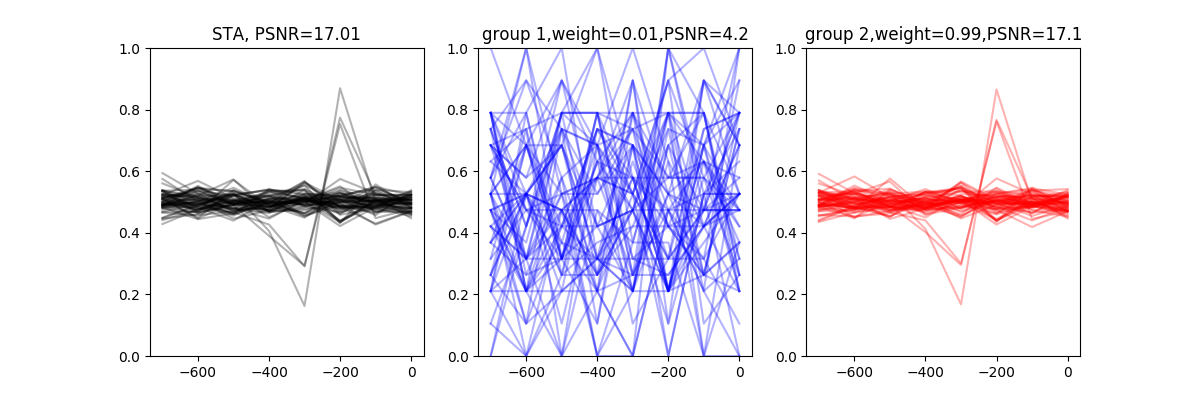 STA, PSNR=17.01
group 1,weight=0.01,PSNR=4.2
group 2,weight=0.99,PSNR=17.1
1.0 1.0 1.0
0.8 0.8 0.8
0.6 0.6 0.6
0.4 0.4 0.4
0.2 0.2 0.2
0.0 0.0 0.0
−600 −400 −200 0 −600 −400 −200 0 −600 −400 −200 0